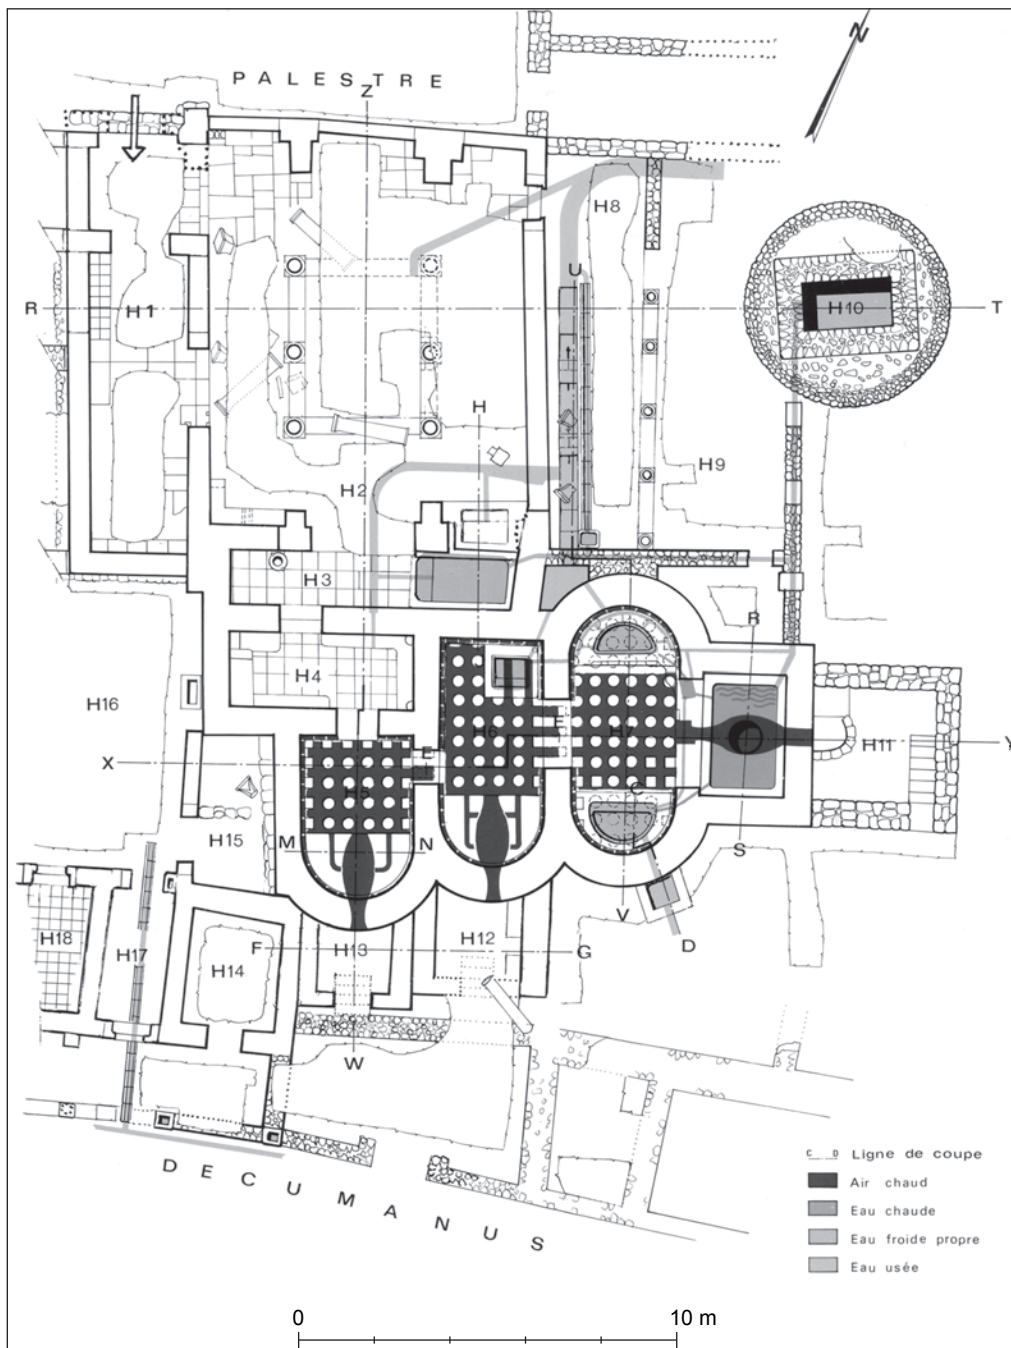 N
PALESTRE
Z
H8
U
R
H1
H10
T
H
H9
H2
H3
R
H4
H16
H6
E
H7
H11
Y
X
E
H5
C
H15
M
N
S
V
H18
H17
H14
F
H13
H12
G
D
W
DECUMANUS
C D Ligne de coupe
Air chaud
Eau chaude
Eau froide propre
Eau usée
0 10 m